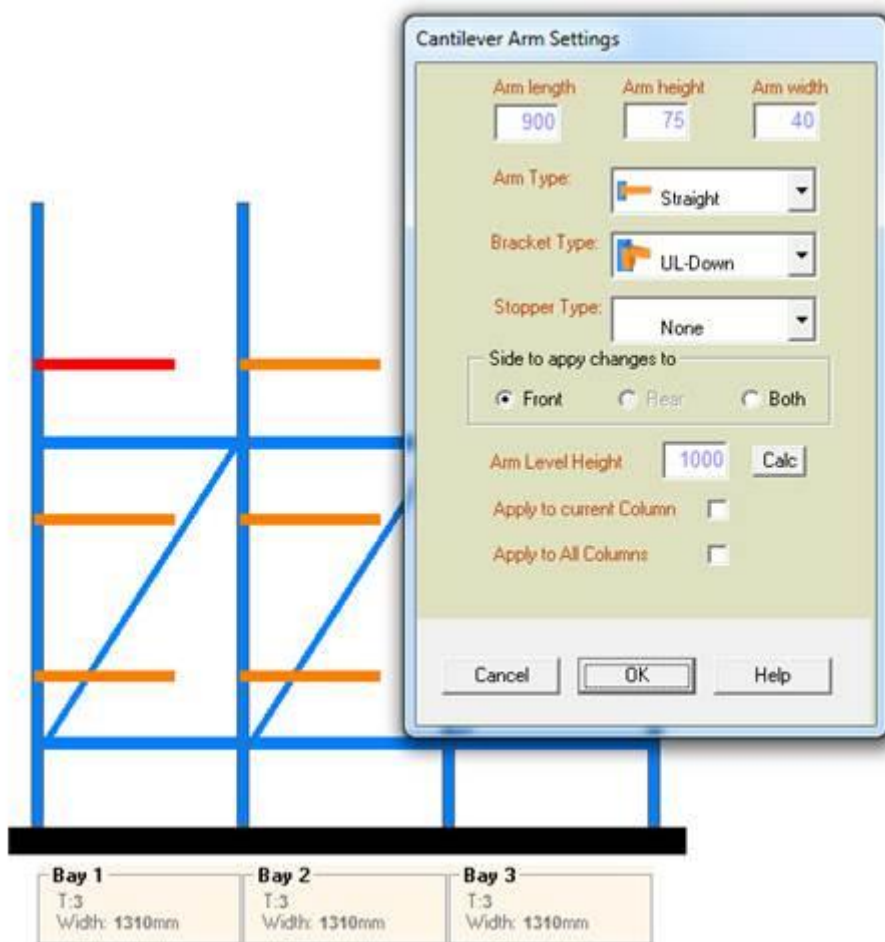 Cantilever Arm Settings
Arm length Arm height Arm width
900 75 40
Arm Type: Straight
Bracket Type: UL-Down
Stopper Type: None
Side to appy changes to
Front Rear Both
Arm Level Height 1000 Calc
Apply to current Column
Apply to All Columns
Cancel OK Help
Bay 1 Bay 2 Bay 3
T:3 T:3 T:3
Width: 1310mm Width: 1310mm Width: 1310mm